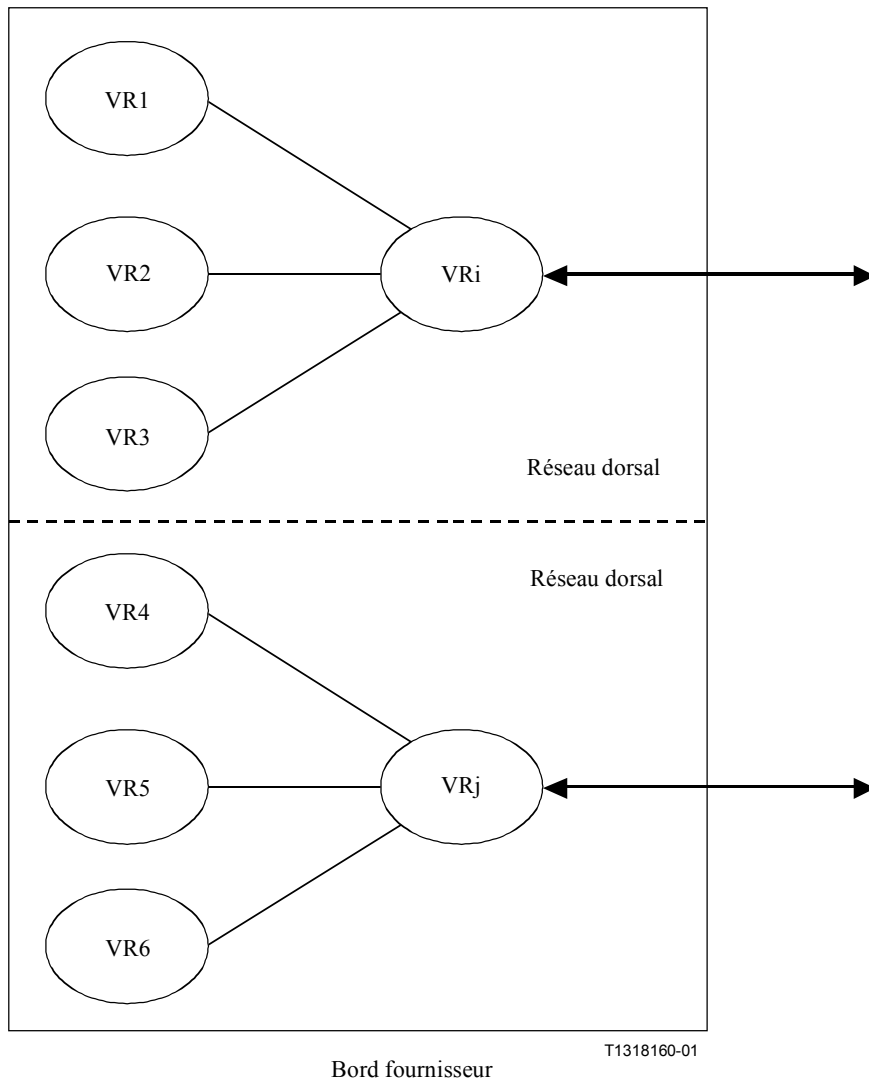 VR1
VR2
VRi
VR3
Réseau dorsal
Réseau dorsal
VR4
VR5
VRj
VR6
T1318160-01
Bord fournisseur